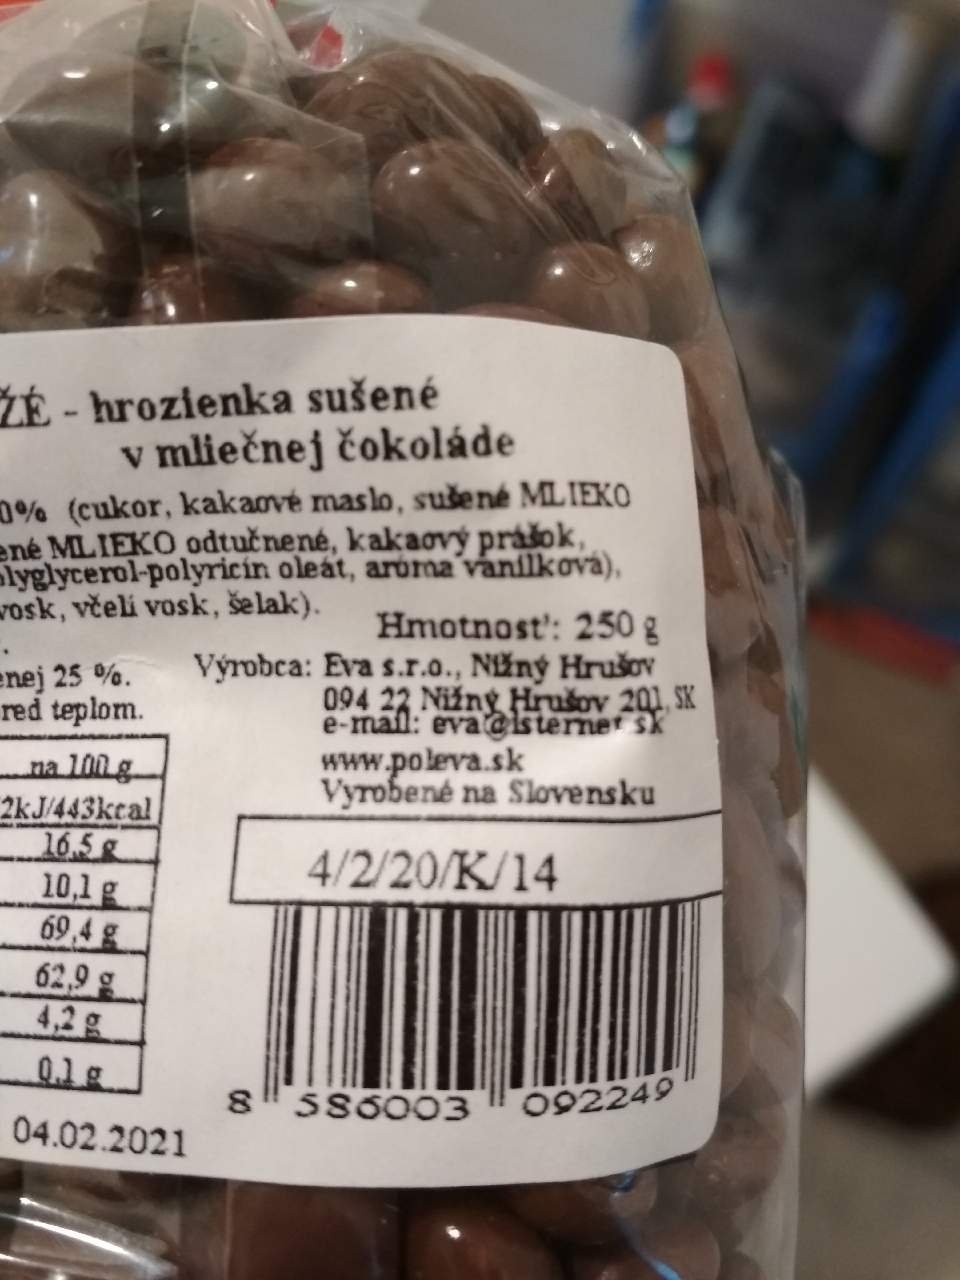 ŽÉ - hrozienka sušené
v mliečnej čokoláde
0% (cukor, kakaové maslo, sušené MLIEKO
ené MLIEKO odtučnené, kakaový prášok,
olyglycerol-polyricín oleát, aróma vanilková),
vosk, včelí vosk, šelak).
Hmotnosť: 250 g
enej 25 %.
red teplom.
Výrobca: Eva s.r.o., Nižný Hrušov
094 22 Nižný Hrušov 201, SK
e-mail: eva@isternet.sk
www.poleva.sk
Vyrobené na Slovensku
na 100 g
2kJ/443kcal
16,5 g
10,1 g
69,4 g
62,9 g
4,2 g
0,1 g
4/2/20/K/14
8 586003 092249
04.02.2021